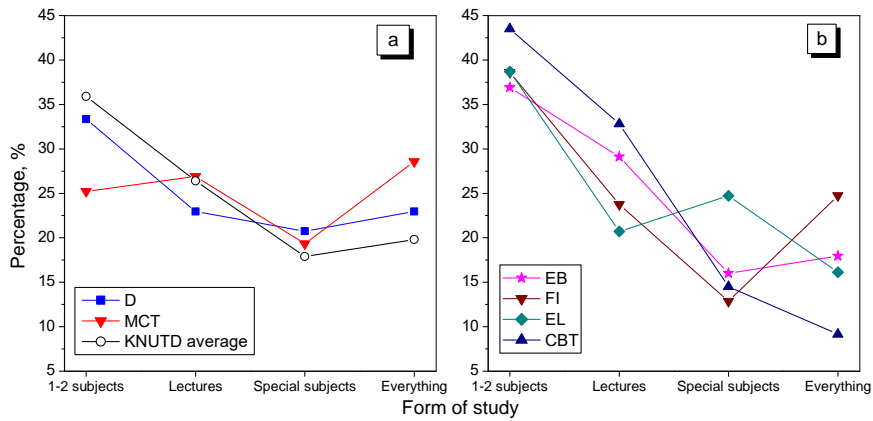 Percentage, %
45
40
35
30
25
20
15
10
5
a
D
MCT
KNUTD average
1-2 subjects Lectures Special subjects Everything
45
40
35
30
25
20
15
10
5
b
EB
FI
EL
CBT
1-2 subjects Lectures Special subjects Everything
Form of study